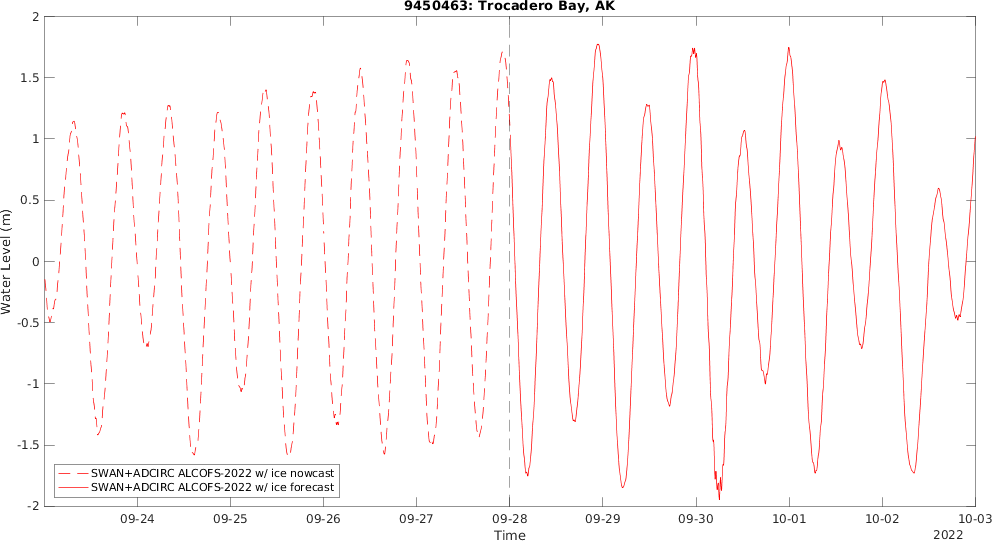 9450463: Trocadero Bay, AK
2
1.5
1
0.5
0
-0.5
-1
-1.5
-2
Water Level (m)
SWAN+ADCIRC ALCOFS-2022 w/ ice nowcast
SWAN+ADCIRC ALCOFS-2022 w/ ice forecast
09-24 09-25 09-26 09-27 09-28 09-29 09-30 10-01 10-02 10-03
Time
2022